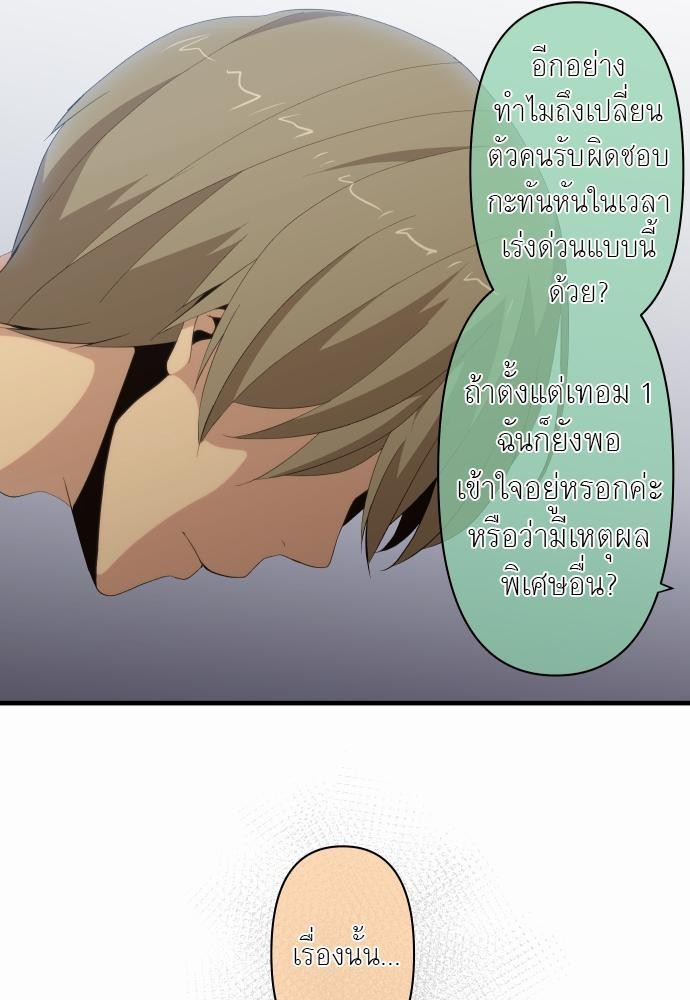 อีกอย่าง
ทำไมถึงเปลี่ยน
ตัวคนรับผิดชอบ
กะทันหันในเวลา
เร่งด่วนแบบนี้
ด้วย?
ถ้าตั้งแต่เทอม 1
ฉันก็ยังพอ
เข้าใจอยู่หรอกค่ะ
หรือว่ามีเหตุผล
พิเศษอื่น?
เรื่องนั้น...